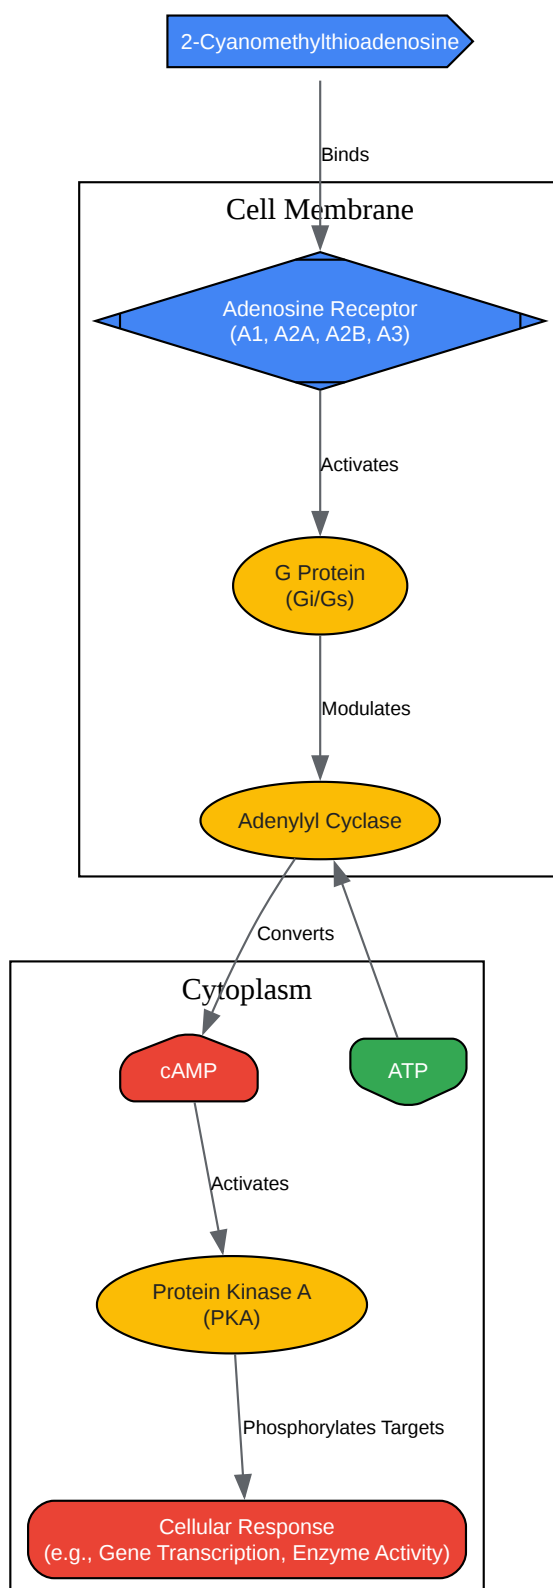 2-Cyanomethylthioadenosine
Binds
Cell Membrane
Adenosine Receptor
(A1, A2A, A2B, A3)
Activates
G Protein
(Gi/Gs)
Modulates
Adenylyl Cyclase
Converts
Cytoplasm
cAMP
ATP
Activates
Protein Kinase A
(PKA)
Phosphorylates Targets
Cellular Response
(e.g., Gene Transcription, Enzyme Activity)